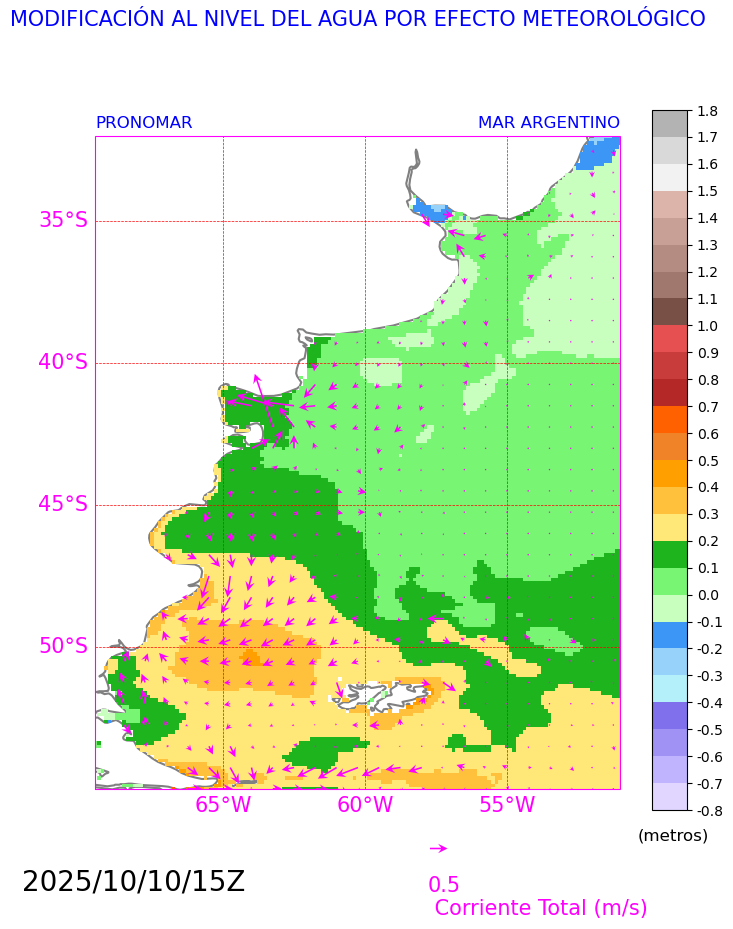 MODIFICACIÓN AL NIVEL DEL AGUA POR EFECTO METEOROLÓGICO
PRONOMAR MAR ARGENTINO
35°S
40°S
45°S
50°S
65°W 60°W 55°W
1.8
1.7
1.6
1.5
1.4
1.3
1.2
1.1
1.0
0.9
0.8
0.7
0.6
0.5
0.4
0.3
0.2
0.1
0.0
-0.1
-0.2
-0.3
-0.4
-0.5
-0.6
-0.7
-0.8
(metros)
2025/10/10/15Z
0.5
Corriente Total (m/s)